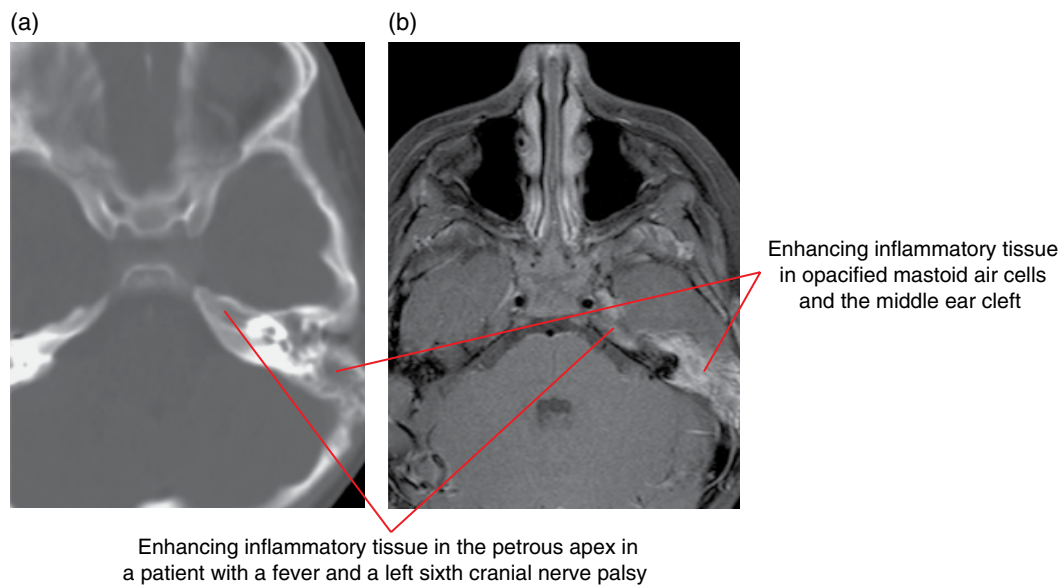 (a)
(b)
Enhancing inflammatory tissue
in opacified mastoid air cells
and the middle ear cleft
Enhancing inflammatory tissue in the petrous apex in
a patient with a fever and a left sixth cranial nerve palsy